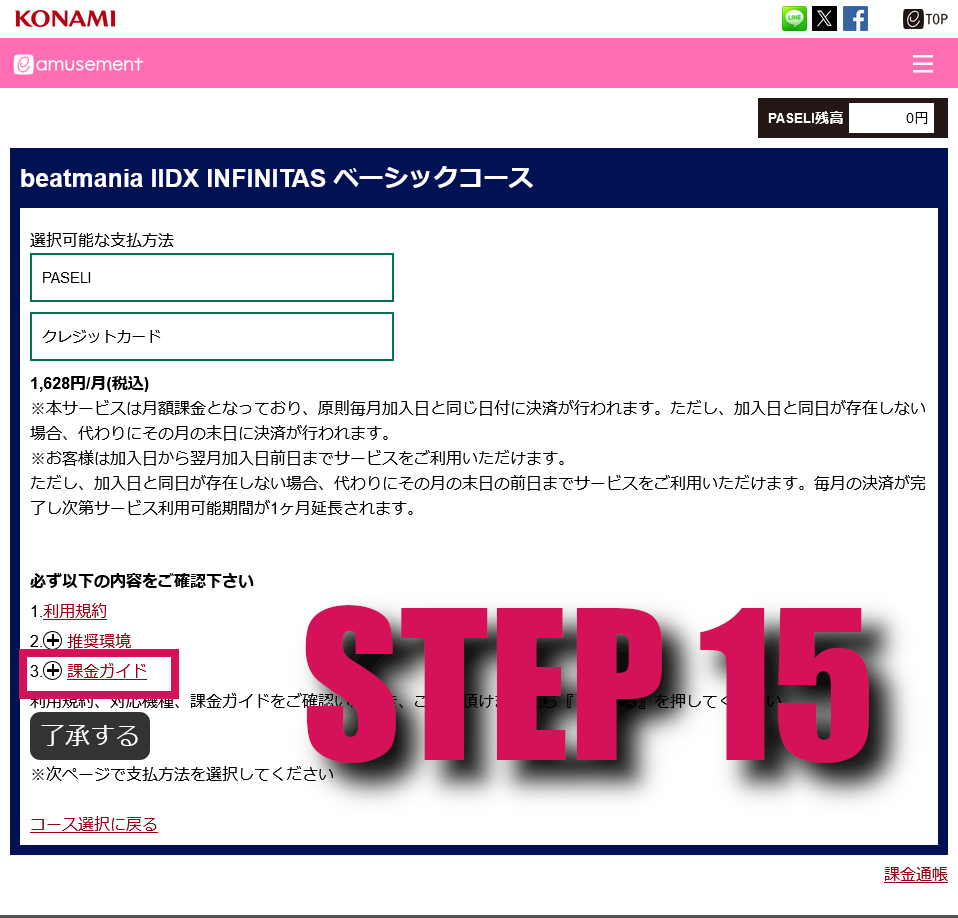 KONAMI
LINE
e TOP
e amusement
PASELI残高 0円
beatmania IIDX INFINITAS ベーシックコース
選択可能な支払方法
PASELI
クレジットカード
1,628円/月(税込)
※本サービスは月額課金となっており、原則毎月加入日と同じ日付に決済が行われます。ただし、加入日と同日が存在しない
場合、代わりにその月の末日に決済が行われます。
※お客様は加入日から翌月加入日前日までサービスをご利用いただけます。
ただし、加入日と同日が存在しない場合、代わりにその月の末日の前日までサービスをご利用いただけます。毎月の決済が完
了し次第サービス利用可能期間が1ヶ月延長されます。
必ず以下の内容をご確認下さい
1.利用規約
2. 推奨環境
3. 課金ガイド
STEP 15
利用規約、対応機種、課金ガイドをご確認い 、 頂け を押して
了承する
※次ページで支払方法を選択してください
コース選択に戻る
課金通帳